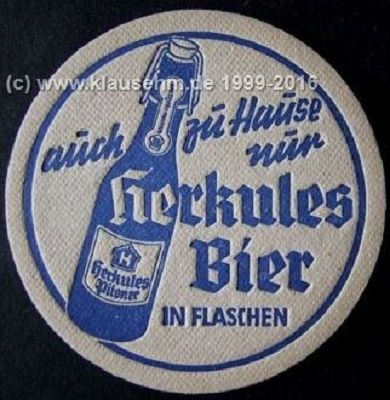 (c) www.klausehm.de 1999-2016
auch zu Hause
nur
Herkules
Bier
IN FLASCHEN
H
Herkules
Pilsner